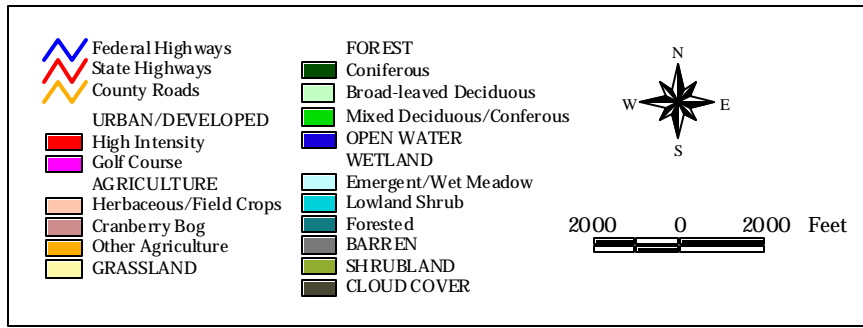 Federal Highways
State Highways
County Roads
URBAN/DEVELOPED
High Intensity
Golf Course
AGRICULTURE
Herbaceous/Field Crops
Cranberry Bog
Other Agriculture
GRASSLAND
FOREST
Coniferous
Broad-leaved Deciduous
Mixed Deciduous/Conferous
OPEN WATER
WETLAND
Emergent/Wet Meadow
Lowland Shrub
Forested
BARREN
SHRUBLAND
CLOUD COVER
N
W E
S
2000 0 2000 Feet